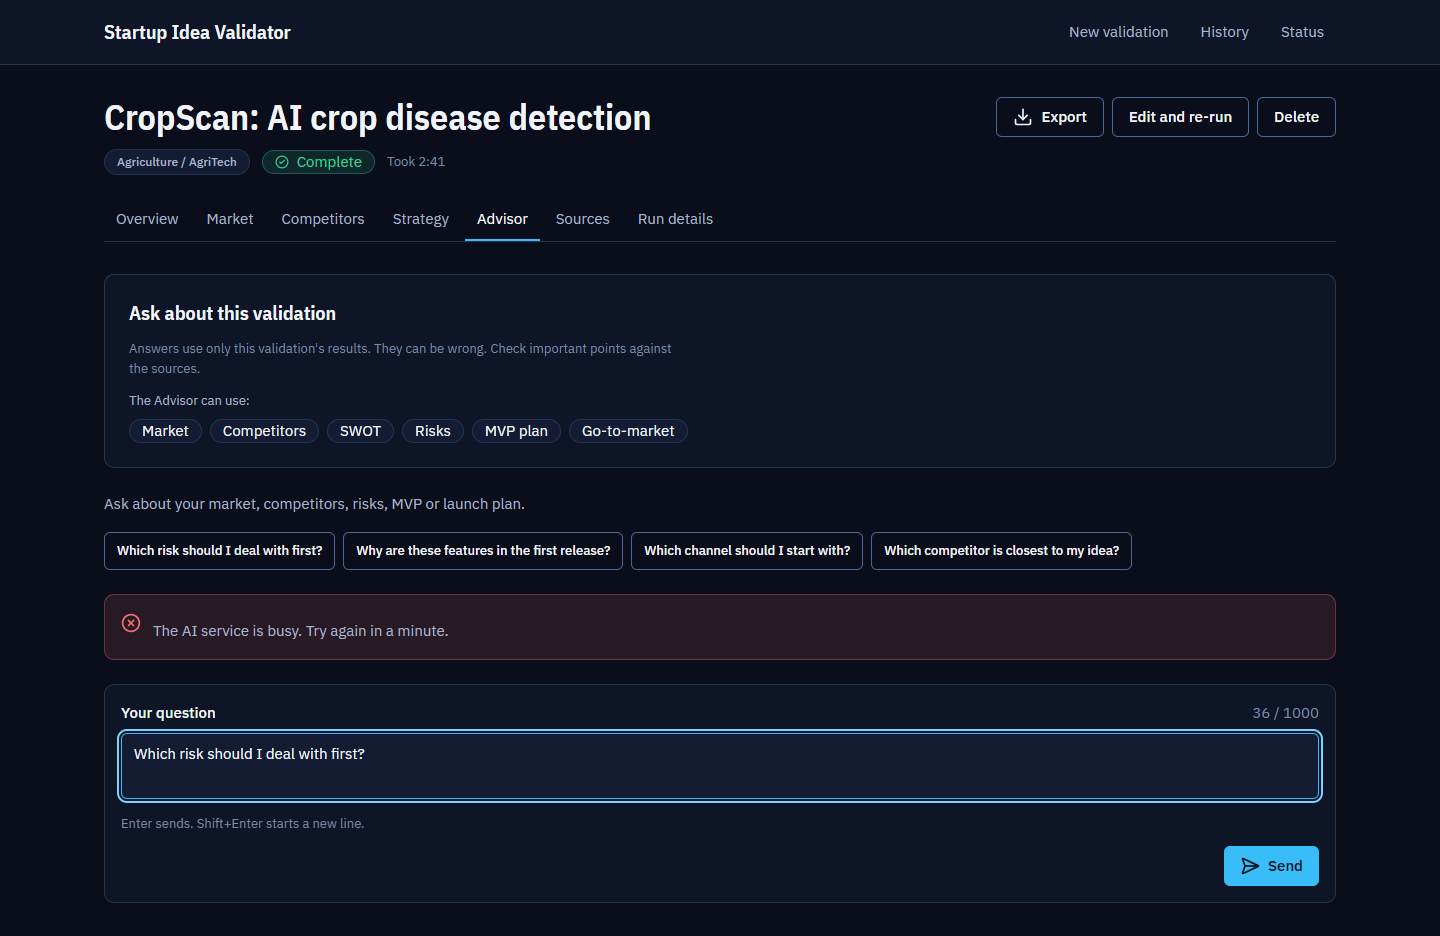 Startup Idea Validator
New validation History Status
CropScan: AI crop disease detection
Export Edit and re-run Delete
Agriculture / AgriTech Complete Took 2:41
Overview Market Competitors Strategy Advisor Sources Run details
Ask about this validation
Answers use only this validation's results. They can be wrong. Check important points against
the sources.
The Advisor can use:
Market Competitors SWOT Risks MVP plan Go-to-market
Ask about your market, competitors, risks, MVP or launch plan.
Which risk should I deal with first? Why are these features in the first release? Which channel should I start with? Which competitor is closest to my idea?
The AI service is busy. Try again in a minute.
Your question 36 / 1000
Which risk should I deal with first?
Enter sends. Shift+Enter starts a new line.
Send